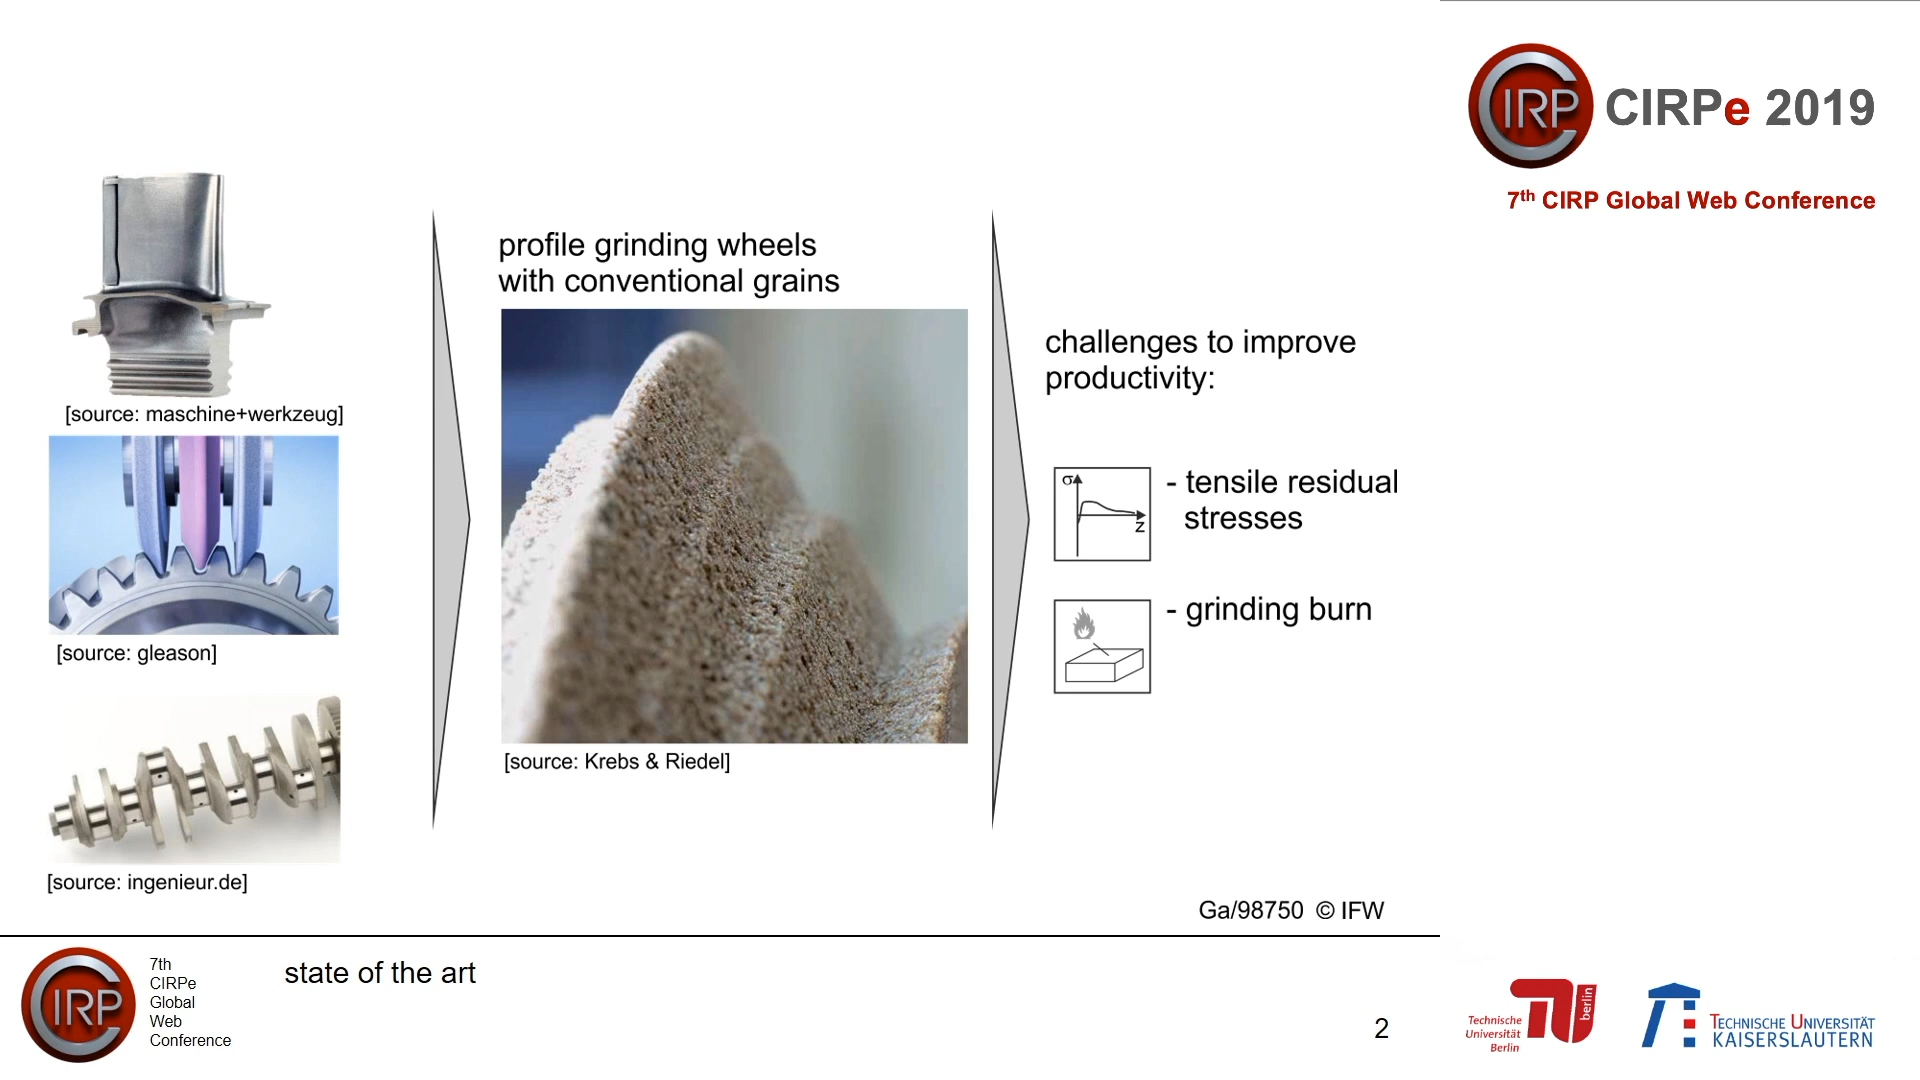 CIRP
CIRPe 2019
7th CIRP Global Web Conference
[source: maschine+werkzeug]
[source: gleason]
[source: ingenieur.de]
profile grinding wheels
with conventional grains
[source: Krebs & Riedel]
challenges to improve
productivity:
σ
z
- tensile residual
stresses
- grinding burn
Ga/98750 © IFW
CIRP
7th
CIRPe
Global
Web
Conference
state of the art
2
Technische
Universität
Berlin
berlin
TECHNISCHE UNIVERSITÄT
KAISERSLAUTERN